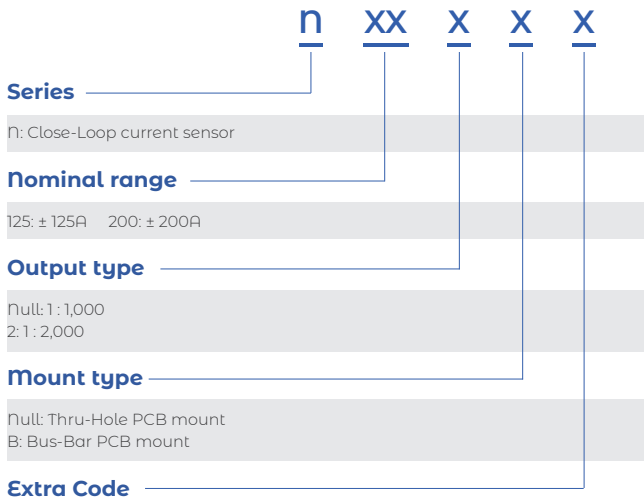 n xx x x x
Series
N: Close-Loop current sensor
Nominal range
125: ± 125A 200: ± 200A
Output type
Null: 1 : 1,000
2: 1 : 2,000
Mount type
Null: Thru-Hole PCB mount
B: Bus-Bar PCB mount
Extra Code